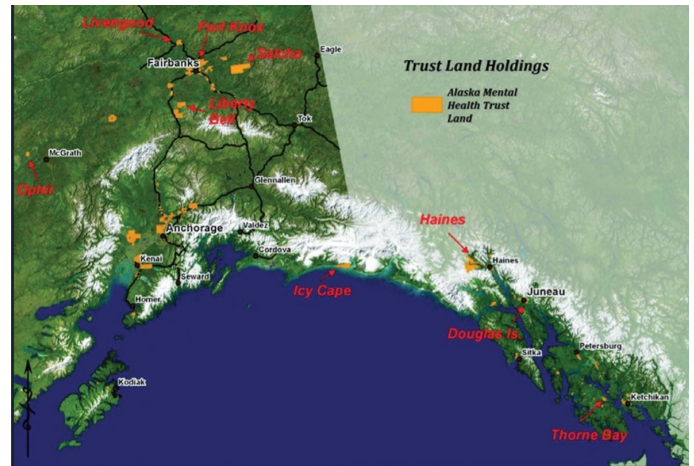 Livengood
Fort Knox
Salcha
Eagle
Fairbanks
Trust Land Holdings
Alaska Mental
Health Trust
Land
Liberty
Bell
Tok
McGrath
Ophir
Glennallen
Haines
Anchorage
Valdez
Cordova
Kenai
Haines
Seward
Icy Cape
Juneau
Homer
Douglas Is.
Petersburg
Sitka
Kodiak
Ketchikan
Thorne Bay